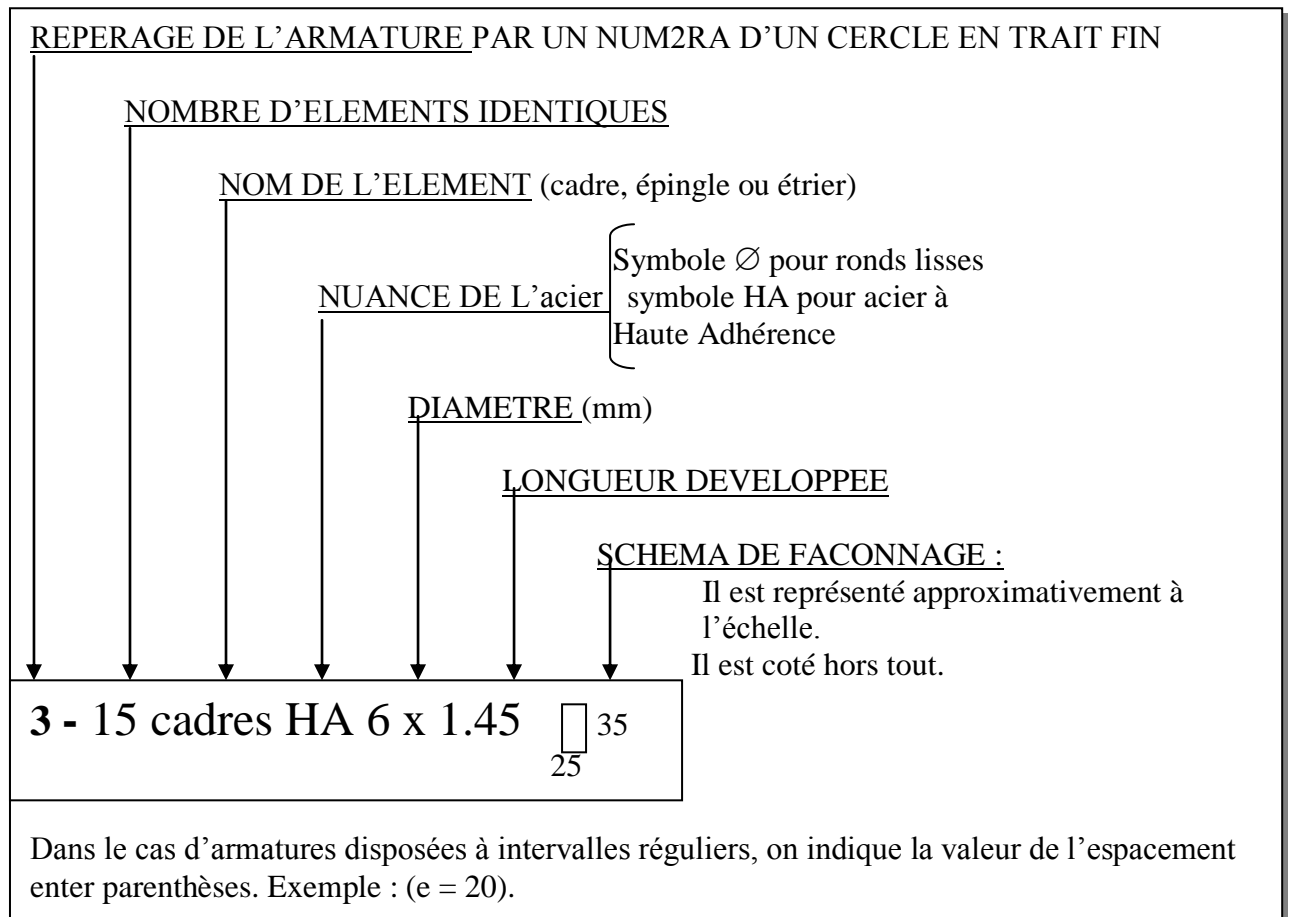 REPERAGE DE L’ARMATURE PAR UN NUM2RA D’UN CERCLE EN TRAIT FIN
NOMBRE D’ELEMENTS IDENTIQUES
NOM DE L’ELEMENT (cadre, épingle ou étrier)
Symbole ∅ pour ronds lisses
NUANCE DE L’acier symbole HA pour acier à
Haute Adhérence
DIAMETRE (mm)
LONGUEUR DEVELOPPEE
SCHEMA DE FACONNAGE :
Il est représenté approximativement à
l’échelle.
Il est coté hors tout.
3 - 15 cadres HA 6 x 1.45 35
25
Dans le cas d’armatures disposées à intervalles réguliers, on indique la valeur de l’espacement
enter parenthèses. Exemple : (e = 20).